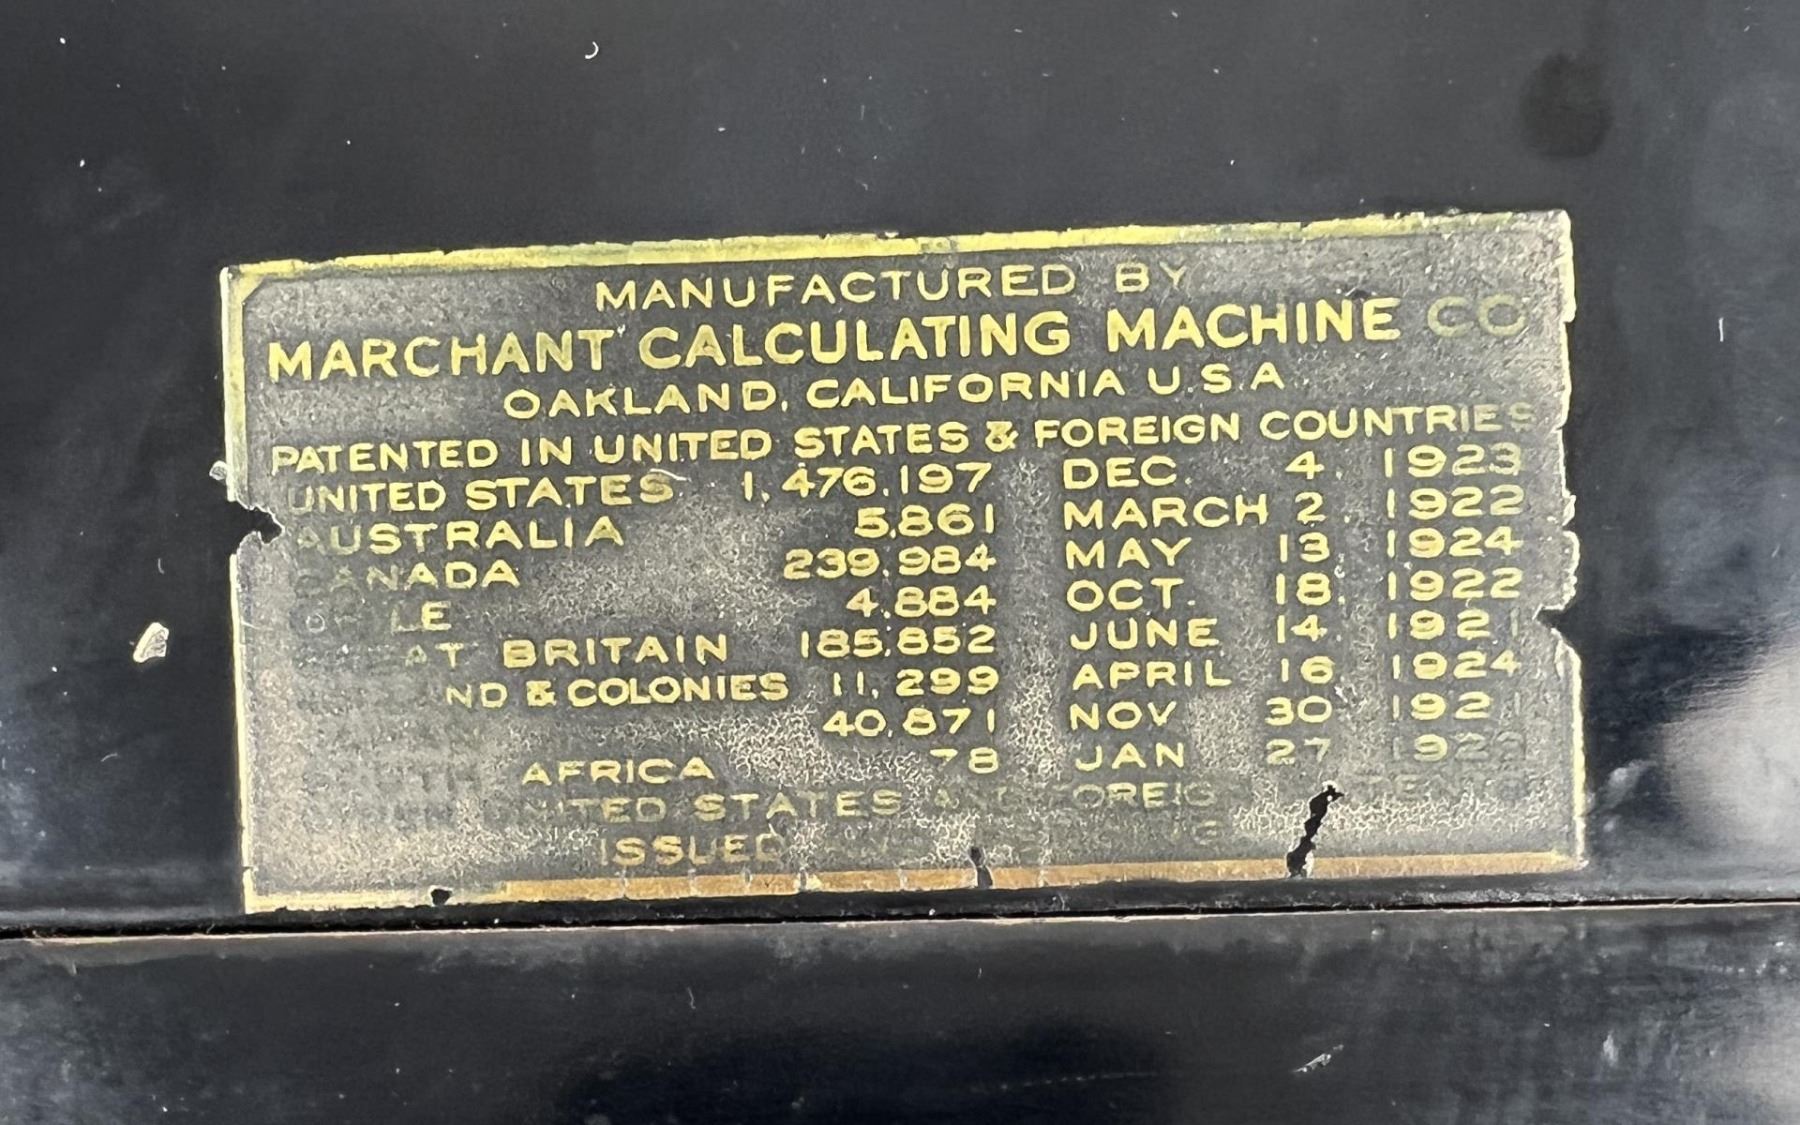 MANUFACTURED BY
MARCHANT CALCULATING MACHINE CO
OAKLAND, CALIFORNIA U.S.A.
PATENTED IN UNITED STATES & FOREIGN COUNTRIES
UNITED STATES 1,476,197 DEC. 4, 1923
AUSTRALIA 5,861 MARCH 2, 1922
CANADA 239,984 MAY 13, 1924
4,884 OCT. 18, 1922
BRITAIN 185,852 JUNE 14, 1921
& COLONIES 11,299 APRIL 16 1924
40,871 NOV 30 1921
AFRICA 78 JAN 27
UNITED STATES AND FOREIGN
ISSUED